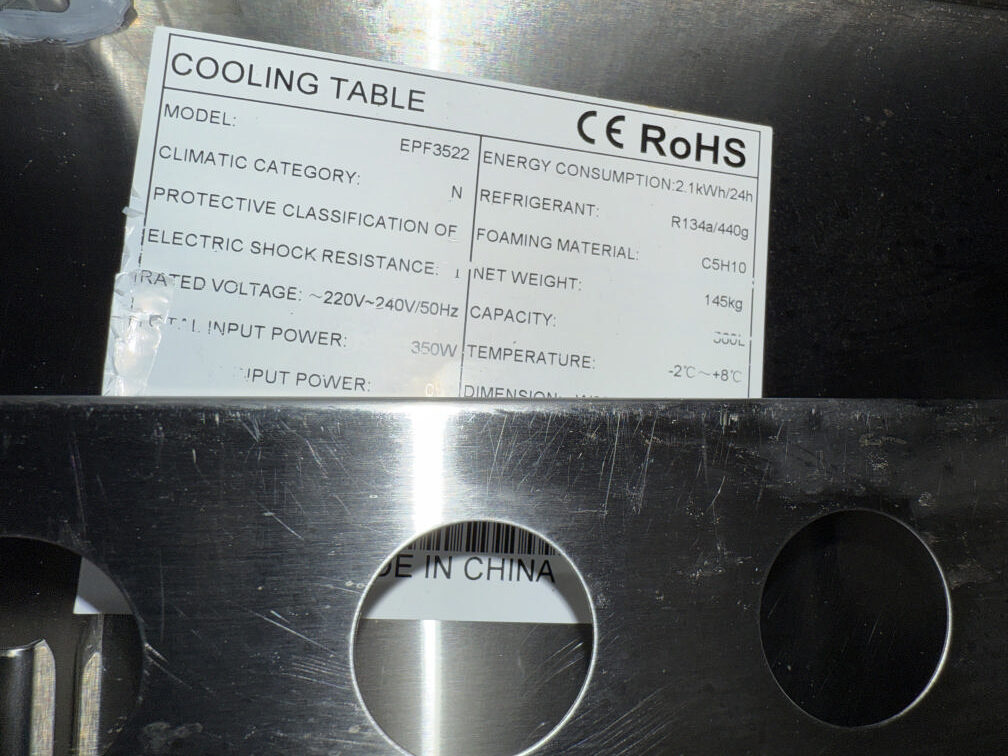 COOLING TABLE
CE RoHS
MODEL: EPF3522
CLIMATIC CATEGORY: N
PROTECTIVE CLASSIFICATION OF
ELECTRIC SHOCK RESISTANCE: I
RATED VOLTAGE: ~220V~240V/50Hz
INPUT POWER: 350W
POWER:
ENERGY CONSUMPTION:2.1kWh/24h
REFRIGERANT: R134a/440g
FOAMING MATERIAL: C5H10
NET WEIGHT: 145kg
CAPACITY:
TEMPERATURE: -2℃~+8℃
IN CHINA